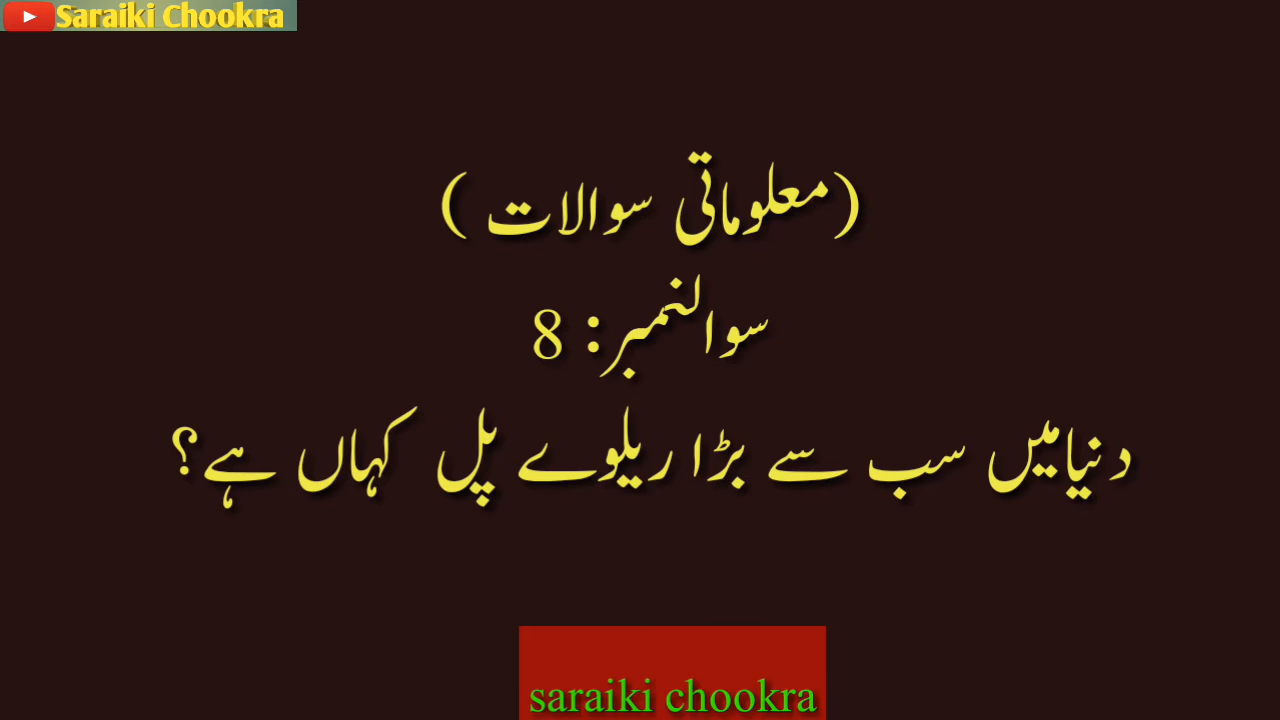 Saraiki Chookra
(معلوماتی سوالات )
سوالنمبر: 8
دنیامیں سب سے بڑا ریلوے پل کہاں ہے؟
saraiki chookra